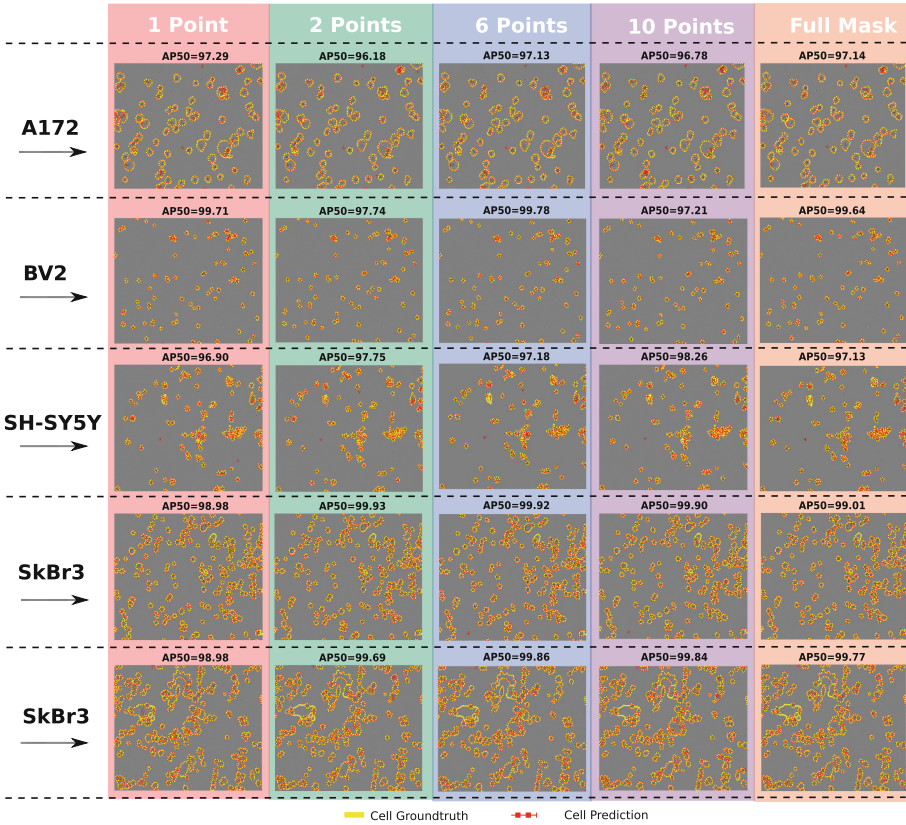 1 Point 2 Points 6 Points 10 Points Full Mask
AP50=97.29 AP50=96.18 AP50=97.13 AP50=96.78 AP50=97.14
A172
AP50=99.71 AP50=97.74 AP50=99.78 AP50=97.21 AP50=99.64
BV2
AP50=96.90 AP50=97.75 AP50=97.18 AP50=98.26 AP50=97.13
SH-SY5Y
AP50=98.98 AP50=99.93 AP50=99.92 AP50=99.90 AP50=99.01
SkBr3
AP50=98.98 AP50=99.69 AP50=99.86 AP50=99.84 AP50=99.77
SkBr3
Cell Groundtruth Cell Prediction